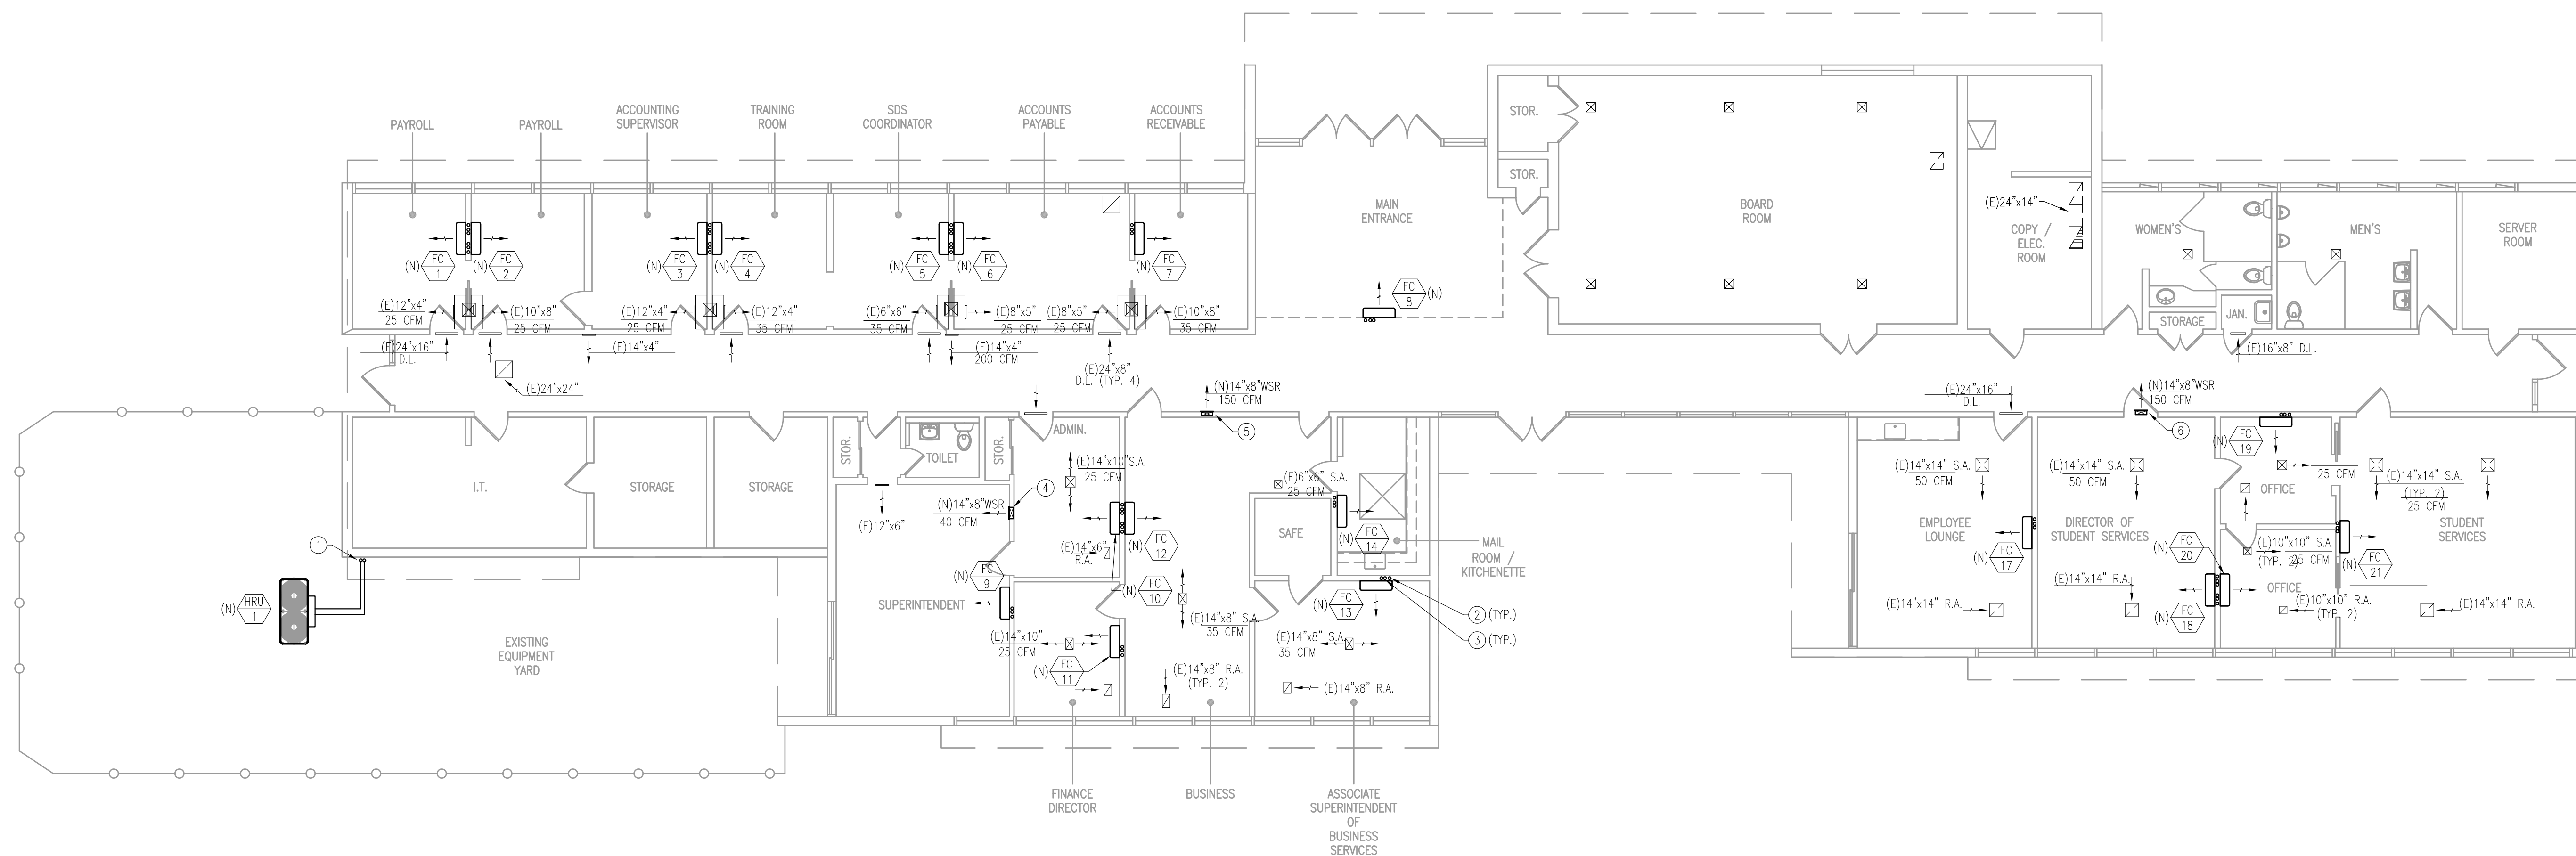 PAYROLL
PAYROLL
ACCOUNTING
SUPERVISOR
TRAINING
ROOM
SDS
COORDINATOR
ACCOUNTS
PAYABLE
ACCOUNTS
RECEIVABLE
STOR.
STOR.
MAIN
ENTRANCE
BOARD
ROOM
(E)24"x14"
COPY /
ELEC.
ROOM
WOMEN'S
MEN'S
SERVER
ROOM
STORAGE
JAN.
(N) FC 1
(N) FC 2
(N) FC 3
(N) FC 4
(N) FC 5
(N) FC 6
FC 7
FC 8 (N)
(E)12"x4"
25 CFM
(E)10"x8"
25 CFM
(E)12"x4"
25 CFM
(E)12"x4"
35 CFM
(E)6"x6"
35 CFM
(E)8"x5"
25 CFM
(E)8"x5"
25 CFM
(E)10"x8"
35 CFM
(E)24"x16"
D.L.
(E)14"x4"
(E)14"x4"
200 CFM
(E)24"x8"
D.L. (TYP. 4)
(E)24"x24"
(E)16"x8" D.L.
(N)14"x8"WSR
150 CFM
5
(E)24"x16"
D.L.
(N)14"x8"WSR
150 CFM
6
I.T.
STORAGE
STORAGE
STOR.
TOILET
STOR.
ADMIN.
(E)14"x10"S.A.
25 CFM
4
(N)14"x8"WSR
40 CFM
(E)12"x6"
(E)14"x6"
R.A.
(N) FC 12
(N) FC 10
(N) FC 9
SUPERINTENDENT
(E)14"x10"
25 CFM
(N) FC 11
(E)14"x8" S.A.
35 CFM
(E)14"x8" R.A.
(TYP. 2)
(E)6"x6" S.A.
25 CFM
SAFE
(N) FC 14
MAIL
ROOM /
KITCHENETTE
(N) FC 13
2 (TYP.)
3 (TYP.)
(E)14"x8" S.A.
35 CFM
(E)14"x8" R.A.
1
(N) HRU 1
EXISTING
EQUIPMENT
YARD
FINANCE
DIRECTOR
BUSINESS
ASSOCIATE
SUPERINTENDENT
OF
BUSINESS
SERVICES
(E)14"x14" S.A.
50 CFM
EMPLOYEE
LOUNGE
(N) FC 17
(E)14"x14" R.A.
(E)14"x14" S.A.
50 CFM
DIRECTOR OF
STUDENT SERVICES
(E)14"x14" R.A.
(N) FC 19
25 CFM
OFFICE
(N) FC 20
(E)10"x10" S.A.
(TYP. 2)
25 CFM
OFFICE
(N) FC 18
(E)10"x10" R.A.
(TYP. 2)
(E)14"x14" S.A.
(TYP. 2)
25 CFM
STUDENT
SERVICES
(N) FC 21
(E)14"x14" R.A.